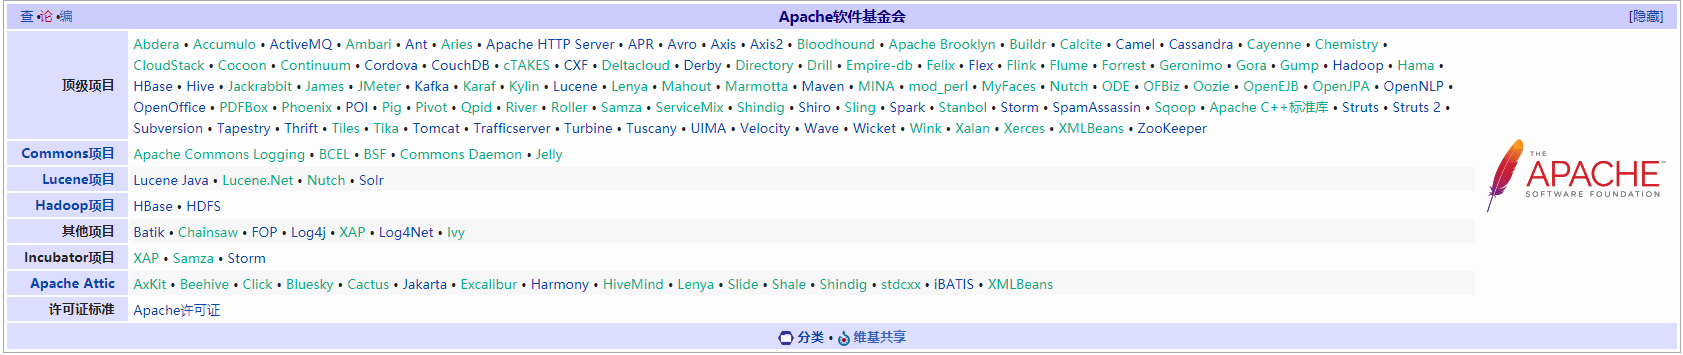 查 • 论 • 编
Apache软件基金会
[隐藏]
顶级项目
Abdera • Accumulo • ActiveMQ • Ambari • Ant • Aries • Apache HTTP Server • APR • Avro • Axis • Axis2 • Bloodhound • Apache Brooklyn • Buildr • Calcite • Camel • Cassandra • Cayenne • Chemistry •
CloudStack • Cocoon • Continuum • Cordova • CouchDB • cTAKES • CXF • Deltacloud • Derby • Directory • Drill • Empire-db • Felix • Flex • Flink • Flume • Forrest • Geronimo • Gora • Gump • Hadoop • Hama •
HBase • Hive • Jackrabbit • James • JMeter • Kafka • Karaf • Kylin • Lucene • Lenya • Mahout • Marmotta • Maven • MINA • mod_perl • MyFaces • Nutch • ODE • OFBiz • Oozie • OpenEJB • OpenJPA • OpenNLP •
OpenOffice • PDFBox • Phoenix • POI • Pig • Pivot • Qpid • River • Roller • Samza • ServiceMix • Shindig • Shiro • Sling • Spark • Stanbol • Storm • SpamAssassin • Sqoop • Apache C++标准库 • Struts • Struts 2 •
Subversion • Tapestry • Thrift • Tiles • Tika • Tomcat • Trafficserver • Turbine • Tuscany • UIMA • Velocity • Wave • Wicket • Wink • Xalan • Xerces • XMLBeans • ZooKeeper
Commons项目
Apache Commons Logging • BCEL • BSF • Commons Daemon • Jelly
Lucene项目
Lucene Java • Lucene.Net • Nutch • Solr
Hadoop项目
HBase • HDFS
其他项目
Batik • Chainsaw • FOP • Log4j • XAP • Log4Net • Ivy
Incubator项目
XAP • Samza • Storm
Apache Attic
AxKit • Beehive • Click • Bluesky • Cactus • Jakarta • Excalibur • Harmony • HiveMind • Lenya • Slide • Shale • Shindig • stdcxx • iBATIS • XMLBeans
许可证标准
Apache许可证
THE
APACHE™
SOFTWARE FOUNDATION
分类 • 维基共享